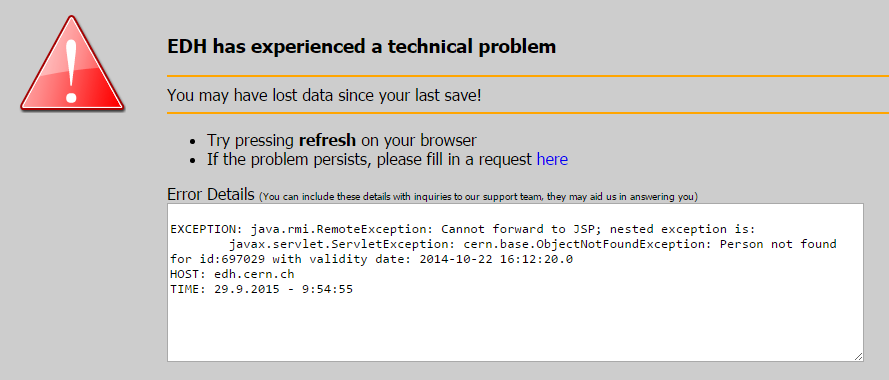 EDH has experienced a technical problem
You may have lost data since your last save!
• Try pressing refresh on your browser
• If the problem persists, please fill in a request here
Error Details (You can include these details with inquiries to our support team, they may aid us in answering you)
EXCEPTION: java.rmi.RemoteException: Cannot forward to JSP; nested exception is:
        javax.servlet.ServletException: cern.base.ObjectNotFoundException: Person not found
for id:697029 with validity date: 2014-10-22 16:12:20.0
HOST: edh.cern.ch
TIME: 29.9.2015 - 9:54:55